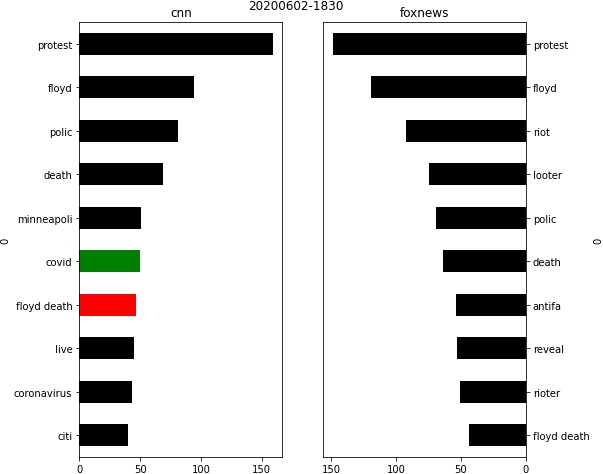 20200602-1830
cnn
foxnews
protest
floyd
polic
death
minneapoli
covid
floyd death
live
coronavirus
citi
0
0 50 100 150
protest
floyd
riot
looter
polic
death
antifa
reveal
rioter
floyd death
0
150 100 50 0